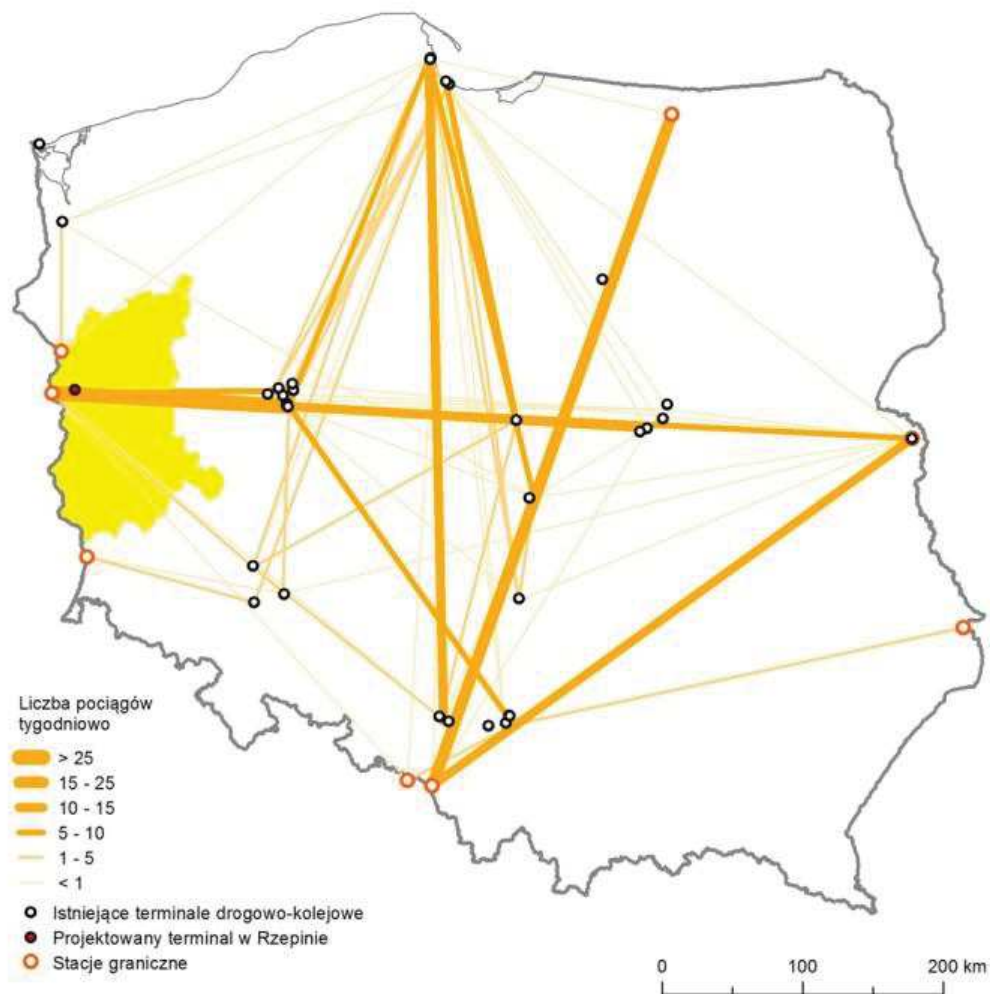 Liczba pociągów
tygodniowo
> 25
15 - 25
10 - 15
5 - 10
1 - 5
< 1
Istniejące terminale drogowo-kolejowe
Projektowany terminal w Rzepinie
Stacje graniczne
0 100 200 km